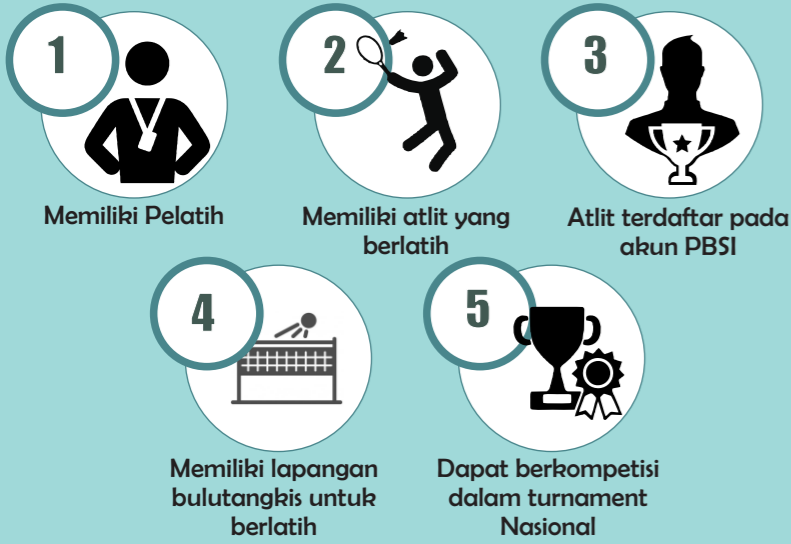 1
Memiliki Pelatih
2
Memiliki atlit yang
berlatih
3
Atlit terdaftar pada
akun PBSI
4
Memiliki lapangan
bulutangkis untuk
berlatih
5
Dapat berkompetisi
dalam turnament
Nasional